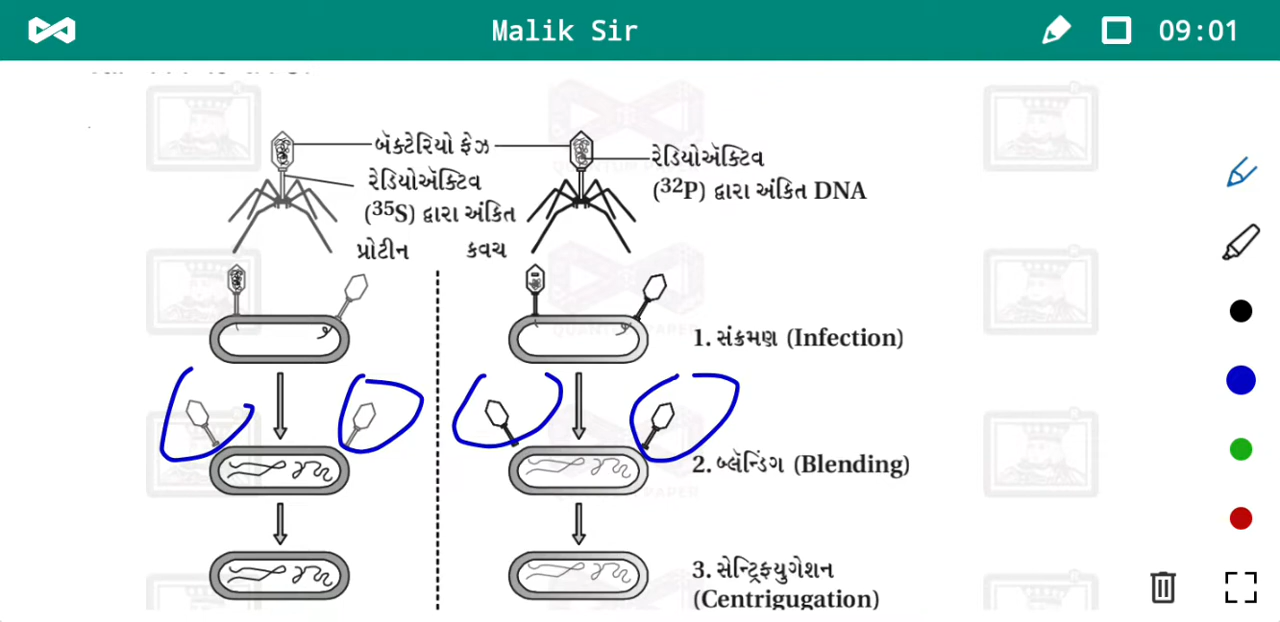 Malik Sir
09:01
બૅક્ટેરિયો ફેઝ
રેડિયોઍક્ટિવ
(35S) દ્વારા અંકિત
પ્રોટીન કવચ
રેડિયોઍક્ટિવ
(32P) દ્વારા અંકિત DNA
1. સંક્રમણ (Infection)
2. બ્લૅન્ડિંગ (Blending)
3. સેન્ટ્રિફ્યુગેશન
(Centrigugation)